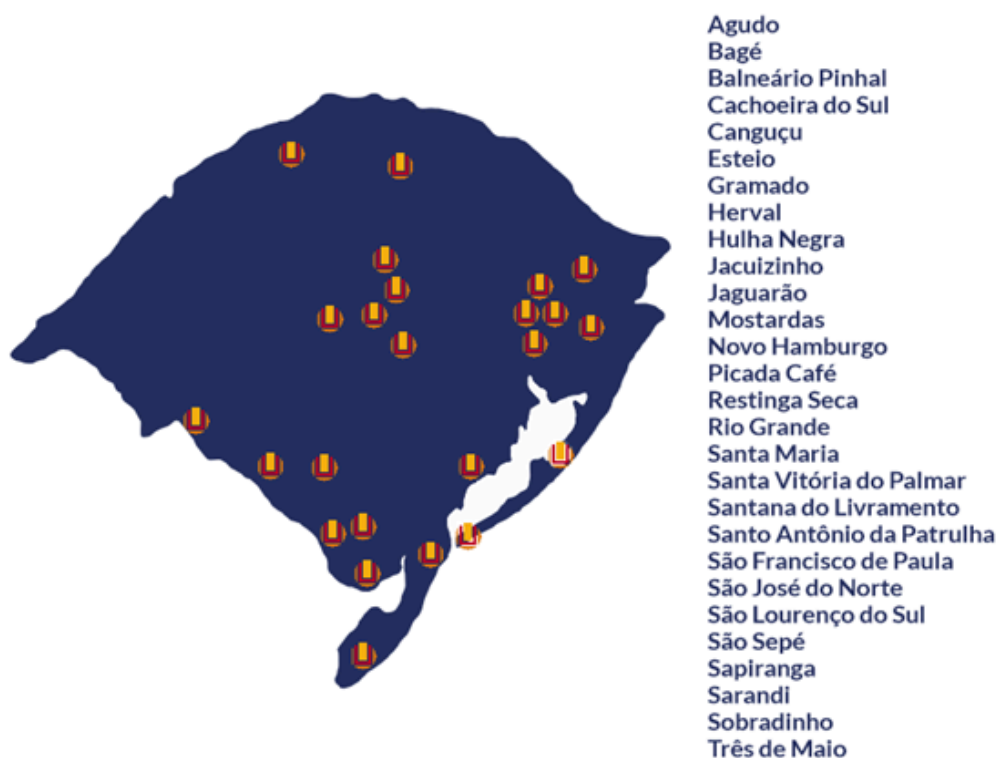 Agudo
Bagé
Balneário Pinhal
Cachoeira do Sul
Canguçu
Esteio
Gramado
Herval
Hulha Negra
Jacuizinho
Jaguarão
Mostardas
Novo Hamburgo
Picada Café
Restinga Seca
Rio Grande
Santa Maria
Santa Vitória do Palmar
Santana do Livramento
Santo Antônio da Patrulha
São Francisco de Paula
São José do Norte
São Lourenço do Sul
São Sepé
Sapiranga
Sarandi
Sobradinho
Três de Maio